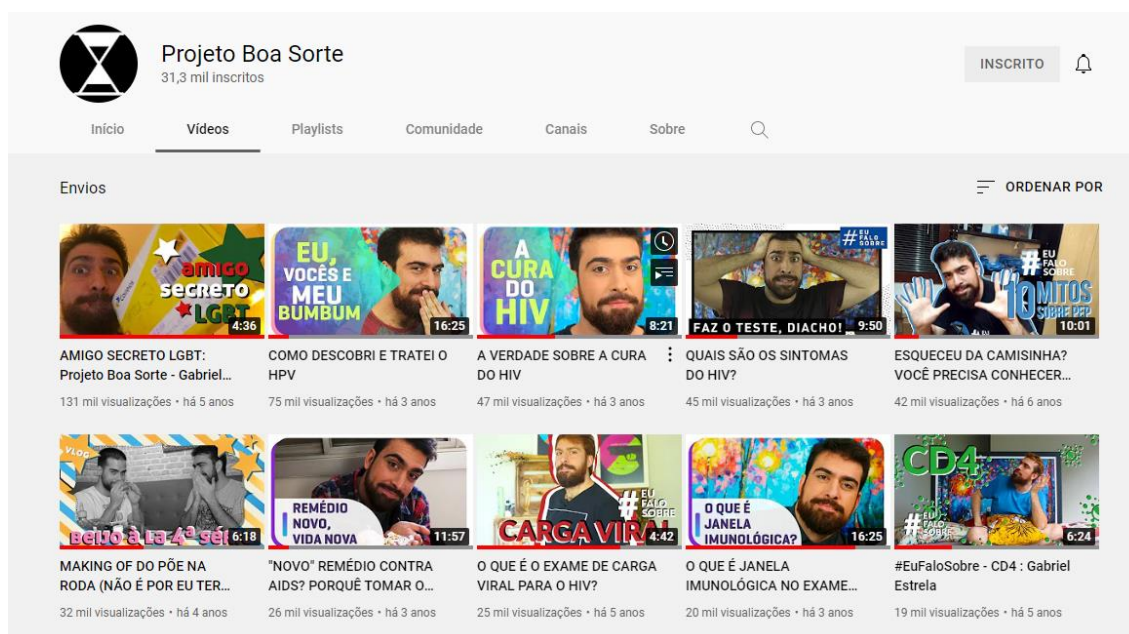 Projeto Boa Sorte
31,3 mil inscritos
INSCRITO
Início Vídeos Playlists Comunidade Canais Sobre
Envios
ORDENAR POR
amigo
secreto
LGBT
4:36
EU,
VOCÊS E
MEU
BUMBUM
16:25
A
CURA
DO
HIV
8:21
#EU
FALO
SOBRE
FAZ O TESTE, DIACHO!
9:50
#EU
FALO
SOBRE
10 MITOS
SOBRE PEP
10:01
AMIGO SECRETO LGBT:
Projeto Boa Sorte - Gabriel...
131 mil visualizações • há 5 anos
COMO DESCOBRI E TRATEI O
HPV
75 mil visualizações • há 3 anos
A VERDADE SOBRE A CURA
DO HIV
47 mil visualizações • há 3 anos
QUAIS SÃO OS SINTOMAS
DO HIV?
45 mil visualizações • há 3 anos
ESQUECEU DA CAMISINHA?
VOCÊ PRECISA CONHECER...
42 mil visualizações • há 6 anos
VLOG
Beijo à la 4ª sér
6:18
REMÉDIO
NOVO,
VIDA NOVA
11:57
#EU
FALO
SOBRE
CARGA VIRAL
4:42
O QUE É
JANELA
IMUNOLÓGICA?
16:25
CD4
#EU
FALO
SOBRE
6:24
MAKING OF DO PÕE NA
RODA (NÃO É POR EU TER...
32 mil visualizações • há 4 anos
"NOVO" REMÉDIO CONTRA
AIDS? PORQUÊ TOMAR O...
26 mil visualizações • há 3 anos
O QUE É O EXAME DE CARGA
VIRAL PARA O HIV?
25 mil visualizações • há 5 anos
O QUE É JANELA
IMUNOLÓGICA NO EXAME...
20 mil visualizações • há 3 anos
#EuFaloSobre - CD4 : Gabriel
Estrela
19 mil visualizações • há 5 anos